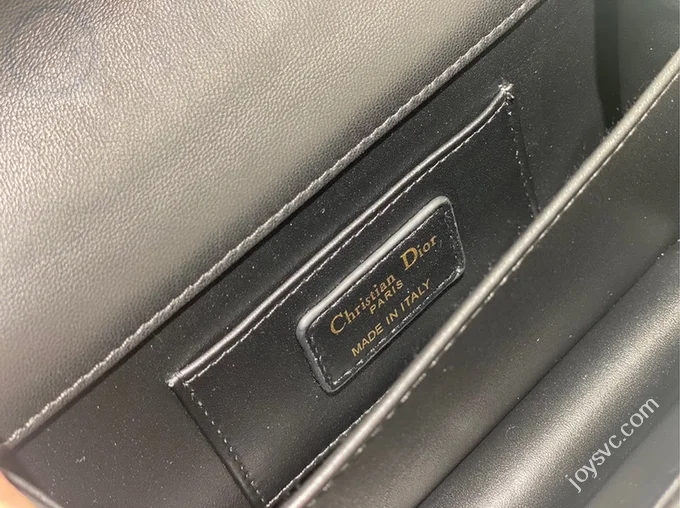 Christian Dior
PARIS
MADE IN ITALY
joysvc.com